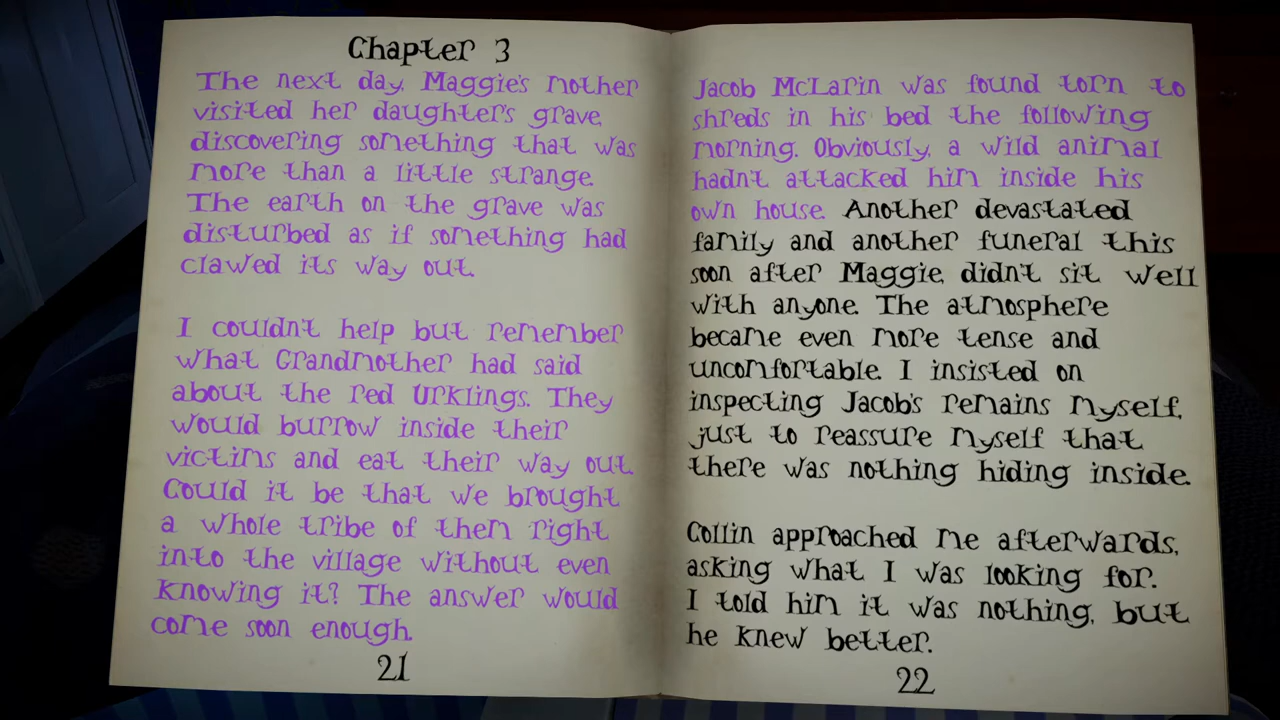 Chapter 3
The next day, Maggie's mother
visited her daughter's grave,
discovering something that was
more than a little strange.
The earth on the grave was
disturbed as if something had
clawed its way out.
I couldn't help but remember
what Grandmother had said
about the red Urklings. They
would burrow inside their
victims and eat their way out.
Could it be that we brought
a whole tribe of them right
into the village without even
knowing it? The answer would
come soon enough.
21
Jacob McLarin was found torn to
shreds in his bed the following
morning. Obviously, a wild animal
hadn't attacked him inside his
own house. Another devastated
family and another funeral this
soon after Maggie, didn't sit well
with anyone. The atmosphere
became even more tense and
uncomfortable. I insisted on
inspecting Jacob's remains myself,
just to reassure myself that
there was nothing hiding inside.
Collin approached me afterwards,
asking what I was looking for.
I told him it was nothing, but
he knew better.
22